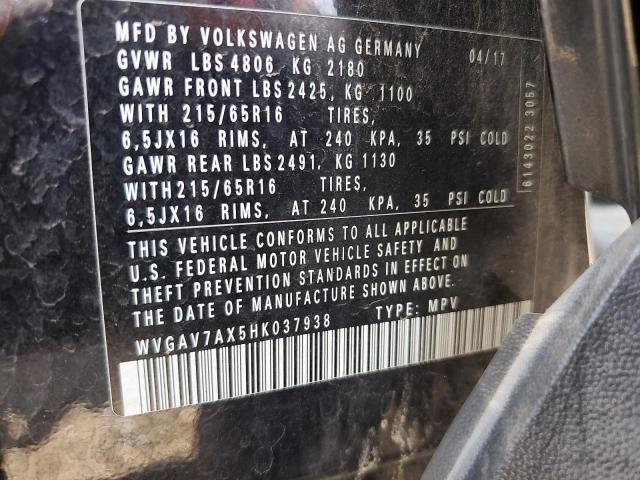 MFD BY VOLKSWAGEN AG GERMANY 04/17
GVWR LBS 4806 KG 2180
GAWR FRONT LBS 2425, KG 1100
WITH 215/65R16 TIRES,
6,5JX16 RIMS, AT 240 KPA, 35 PSI COLD
GAWR REAR LBS 2491, KG 1130
WITH 215/65R16 TIRES,
6,5JX16 RIMS, AT 240 KPA, 35 PSI COLD
THIS VEHICLE CONFORMS TO ALL APPLICABLE
U.S. FEDERAL MOTOR VEHICLE SAFETY AND
THEFT PREVENTION STANDARDS IN EFFECT ON
THE DATE OF MANUFACTURE SHOWN ABOVE.
WVGAV7AX5HK037938 TYPE: MPV
6143022 3057